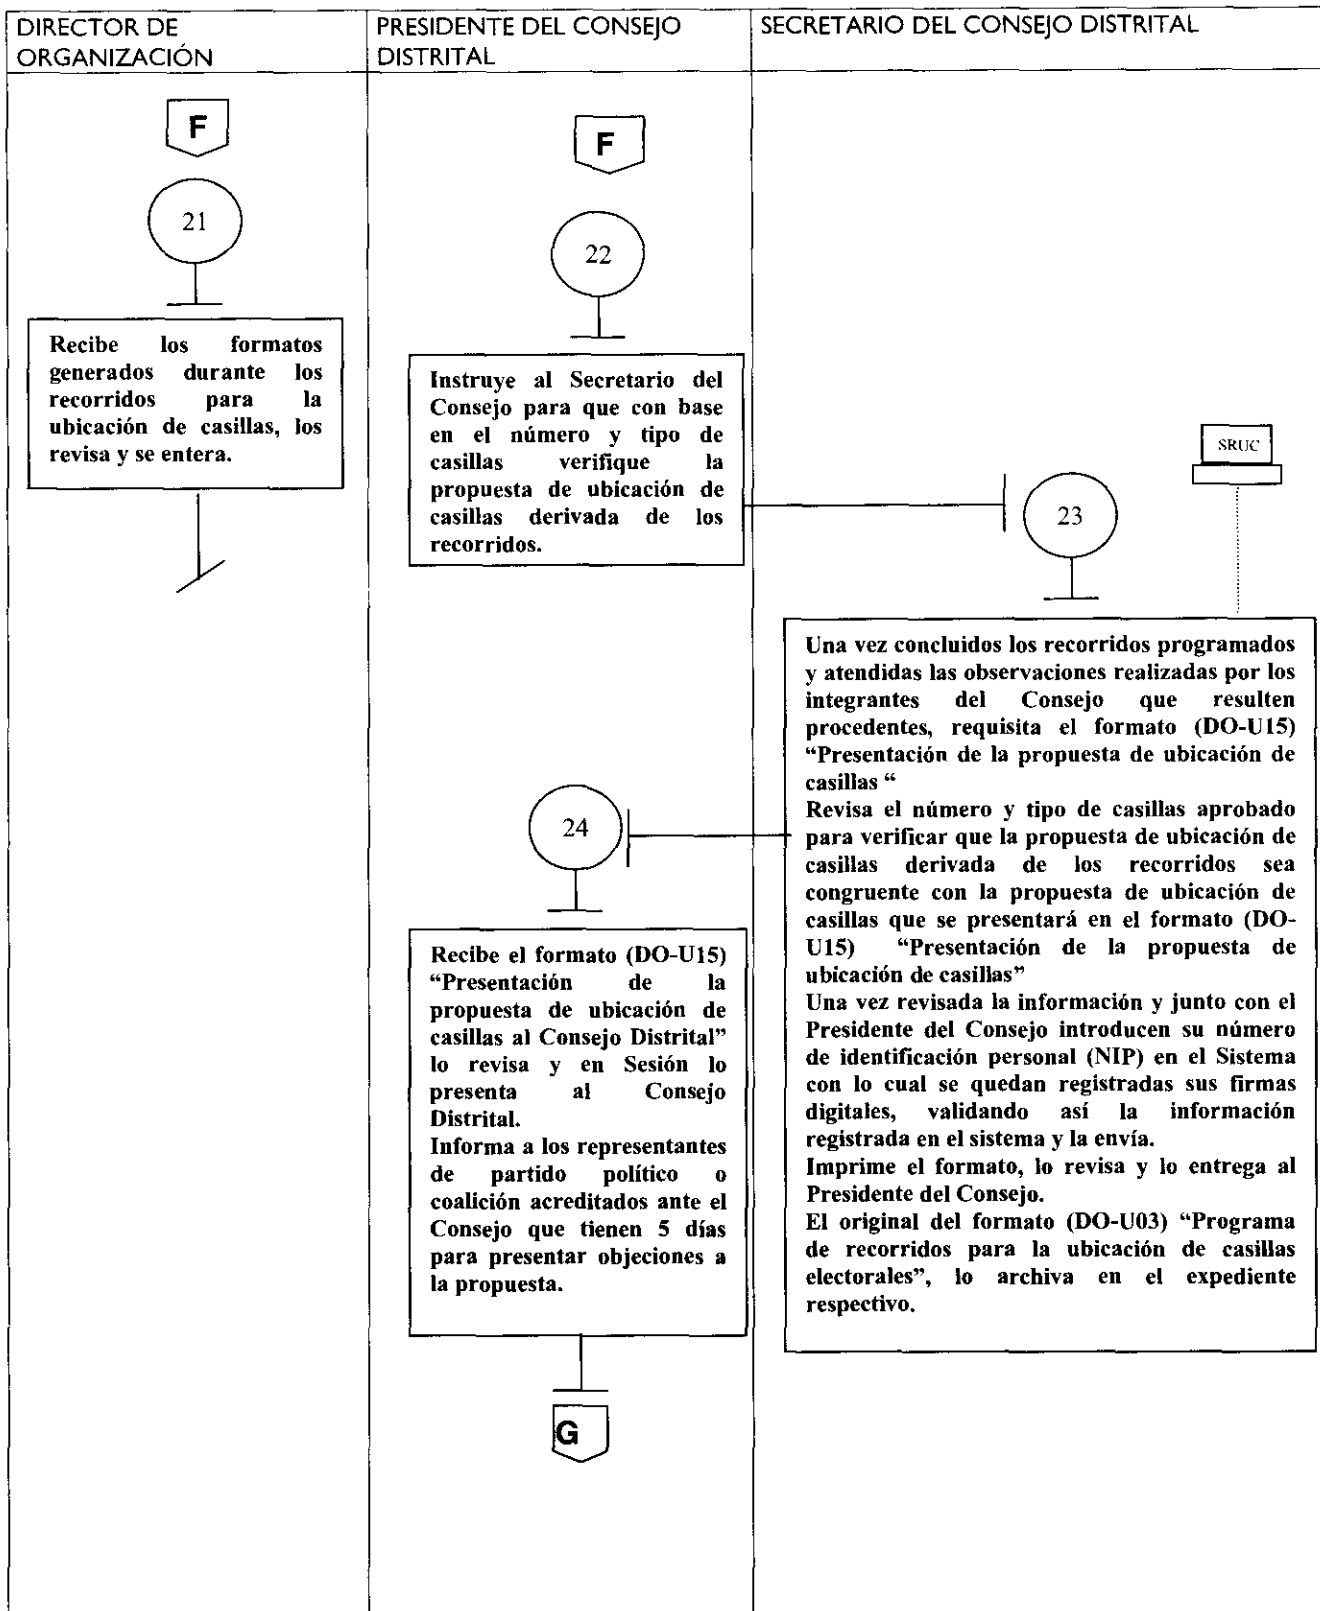 DIRECTOR DE
ORGANIZACIÓN
PRESIDENTE DEL CONSEJO
DISTRITAL
SECRETARIO DEL CONSEJO DISTRITAL
F
21
Recibe los formatos
generados durante los
recorridos para la
ubicación de casillas, los
revisa y se entera.
F
22
Instruye al Secretario del
Consejo para que con base
en el número y tipo de
casillas verifique la
propuesta de ubicación de
casillas derivada de los
recorridos.
SRUC
23
Una vez concluidos los recorridos programados
y atendidas las observaciones realizadas por los
integrantes del Consejo que resulten
procedentes, requisita el formato (DO-U15)
“Presentación de la propuesta de ubicación de
casillas “
Revisa el número y tipo de casillas aprobado
para verificar que la propuesta de ubicación de
casillas derivada de los recorridos sea
congruente con la propuesta de ubicación de
casillas que se presentará en el formato (DO-
U15) “Presentación de la propuesta de
ubicación de casillas”
Una vez revisada la información y junto con el
Presidente del Consejo introducen su número
de identificación personal (NIP) en el Sistema
con lo cual se quedan registradas sus firmas
digitales, validando así la información
registrada en el sistema y la envía.
Imprime el formato, lo revisa y lo entrega al
Presidente del Consejo.
El original del formato (DO-U03) “Programa
de recorridos para la ubicación de casillas
electorales”, lo archiva en el expediente
respectivo.
24
Recibe el formato (DO-U15)
“Presentación de la
propuesta de ubicación de
casillas al Consejo Distrital”
lo revisa y en Sesión lo
presenta al Consejo
Distrital.
Informa a los representantes
de partido político o
coalición acreditados ante el
Consejo que tienen 5 días
para presentar objeciones a
la propuesta.
G